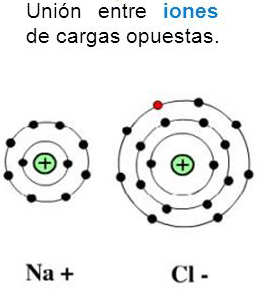 Unión entre iones
de cargas opuestas.
+ +
Na + Cl -